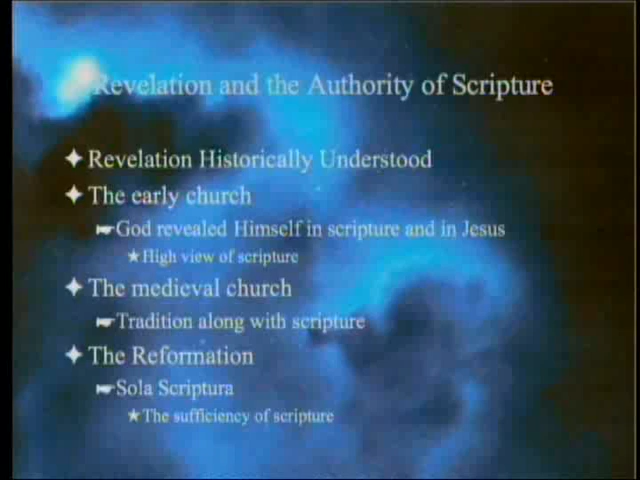 Revelation and the Authority of Scripture
Revelation Historically Understood
The early church
God revealed Himself in scripture and in Jesus
High view of scripture
The medieval church
Tradition along with scripture
The Reformation
Sola Scriptura
The sufficiency of scripture